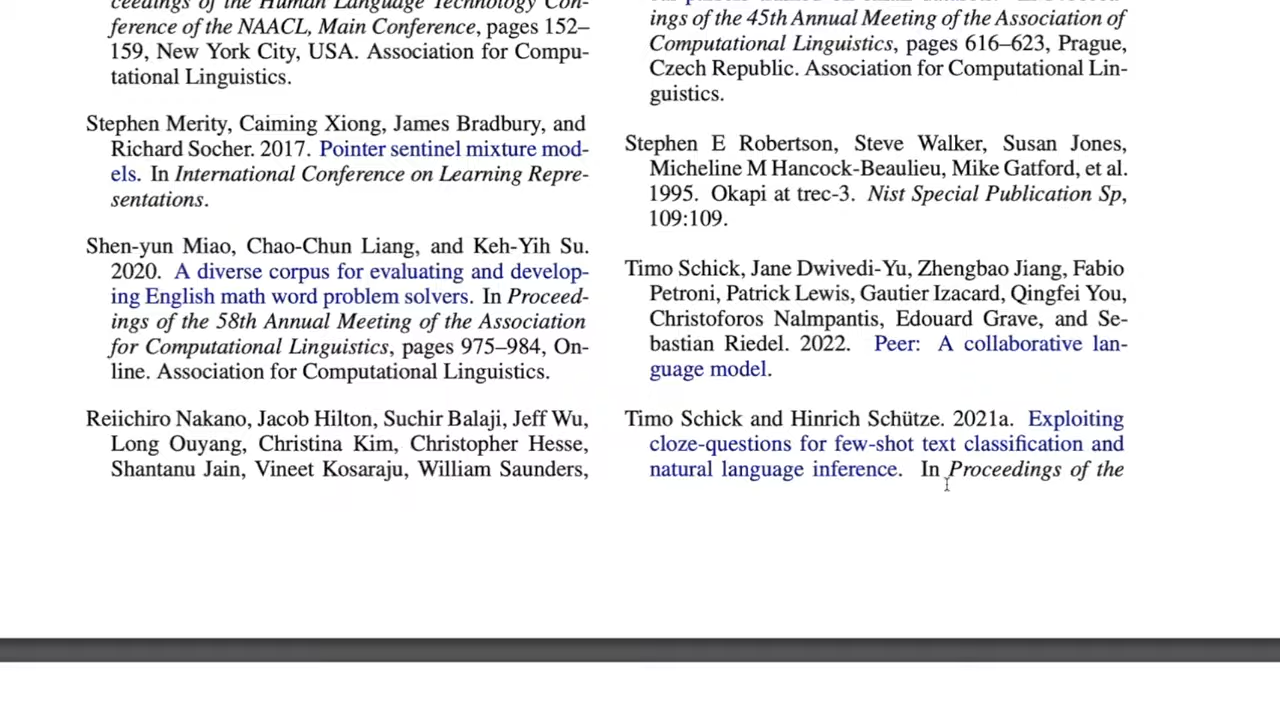 ceedings of the Human Language Technology Con-
ference of the NAACL, Main Conference, pages 152–
159, New York City, USA. Association for Compu-
tational Linguistics.
Stephen Merity, Caiming Xiong, James Bradbury, and
Richard Socher. 2017. Pointer sentinel mixture mod-
els. In International Conference on Learning Repre-
sentations.
Shen-yun Miao, Chao-Chun Liang, and Keh-Yih Su.
2020. A diverse corpus for evaluating and develop-
ing English math word problem solvers. In Proceed-
ings of the 58th Annual Meeting of the Association
for Computational Linguistics, pages 975–984, On-
line. Association for Computational Linguistics.
Reiichiro Nakano, Jacob Hilton, Suchir Balaji, Jeff Wu,
Long Ouyang, Christina Kim, Christopher Hesse,
Shantanu Jain, Vineet Kosaraju, William Saunders,
ings of the 45th Annual Meeting of the Association of
Computational Linguistics, pages 616–623, Prague,
Czech Republic. Association for Computational Lin-
guistics.
Stephen E Robertson, Steve Walker, Susan Jones,
Micheline M Hancock-Beaulieu, Mike Gatford, et al.
1995. Okapi at trec-3. Nist Special Publication Sp,
109:109.
Timo Schick, Jane Dwivedi-Yu, Zhengbao Jiang, Fabio
Petroni, Patrick Lewis, Gautier Izacard, Qingfei You,
Christoforos Nalmpantis, Edouard Grave, and Se-
bastian Riedel. 2022. Peer: A collaborative lan-
guage model.
Timo Schick and Hinrich Schütze. 2021a. Exploiting
cloze-questions for few-shot text classification and
natural language inference. In Proceedings of the